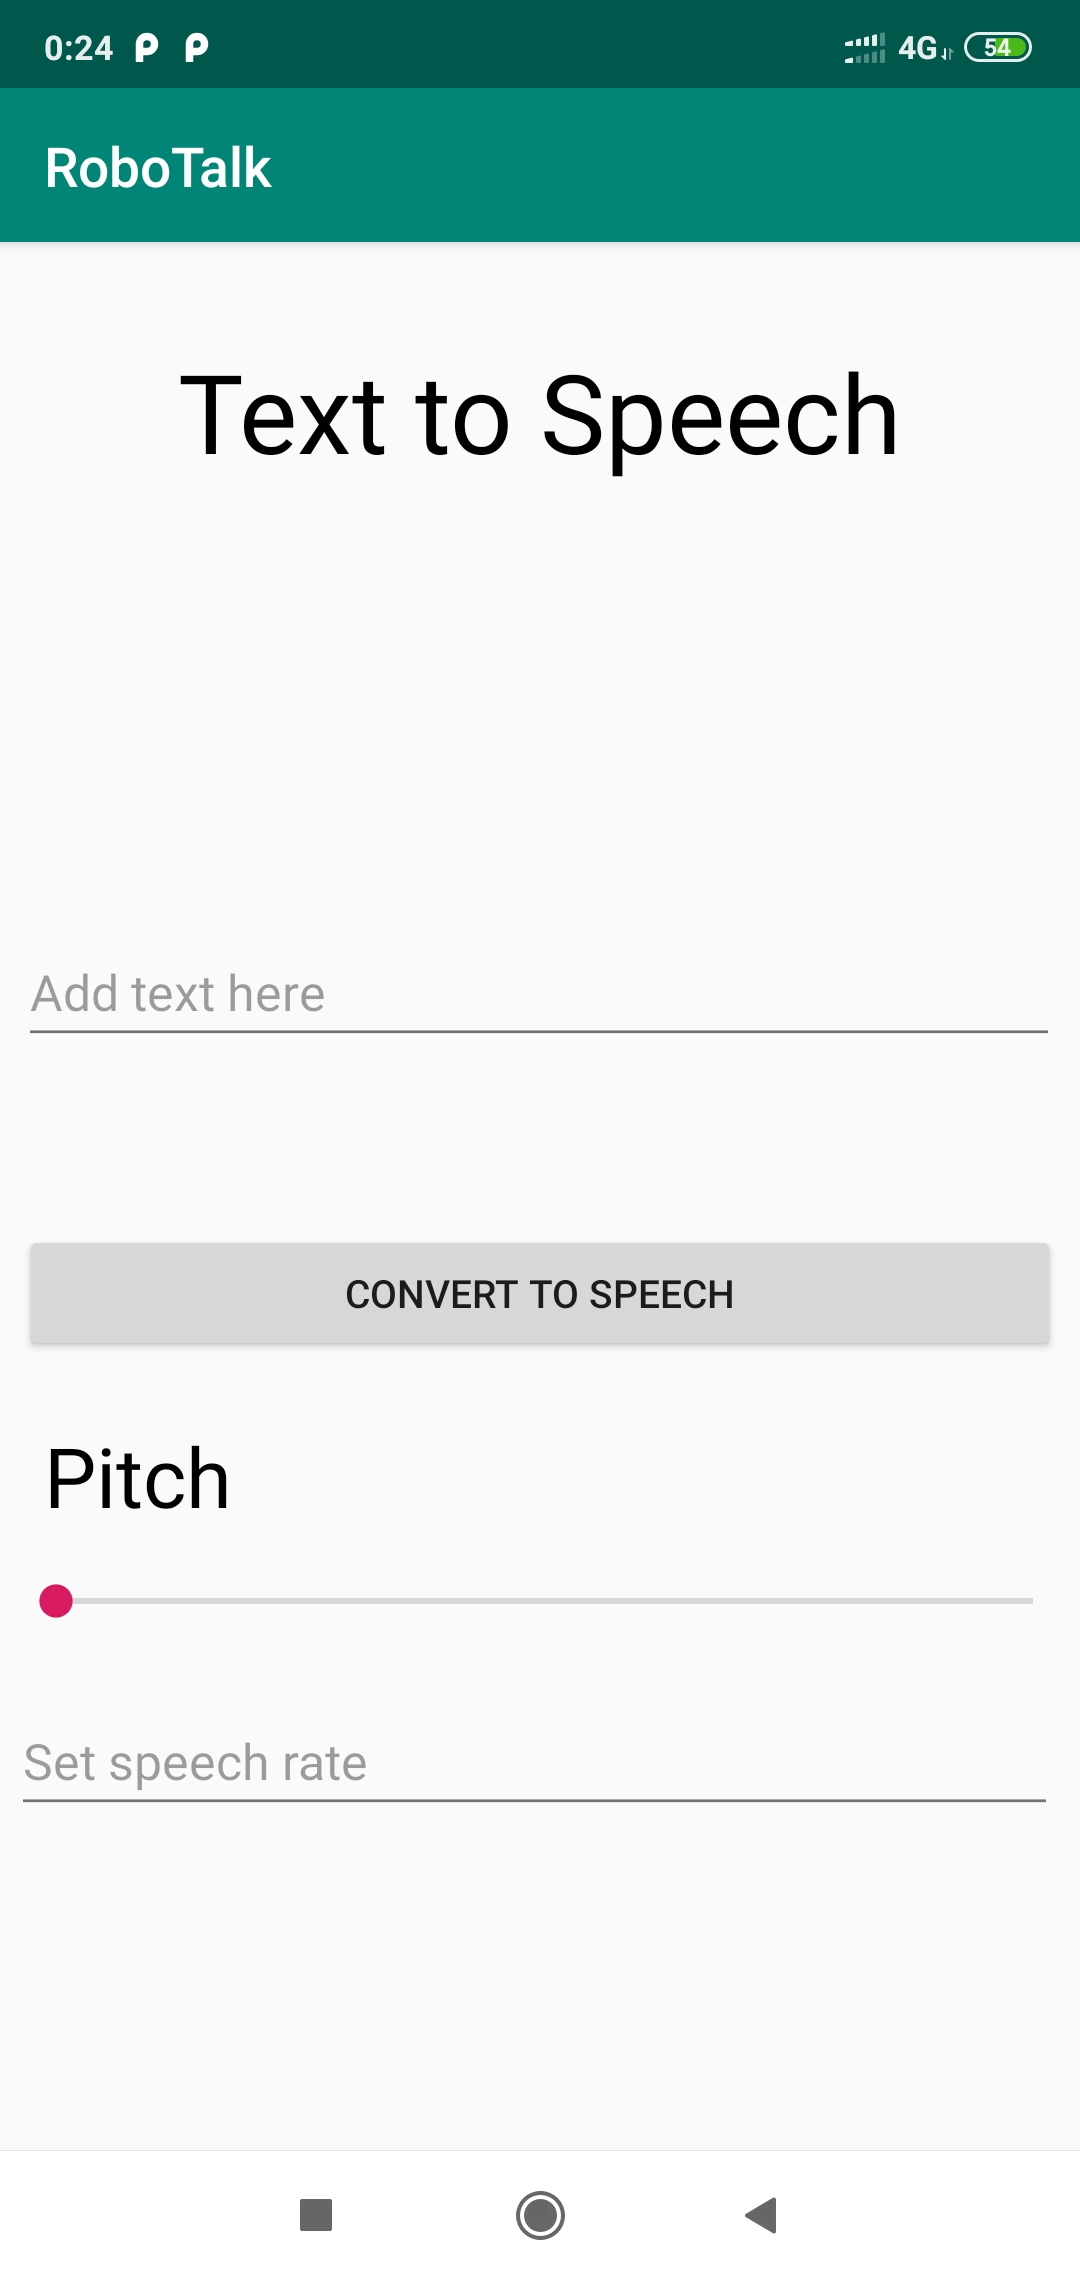 0:24 P P 4G 54
RoboTalk
Text to Speech
Add text here
CONVERT TO SPEECH
Pitch
Set speech rate